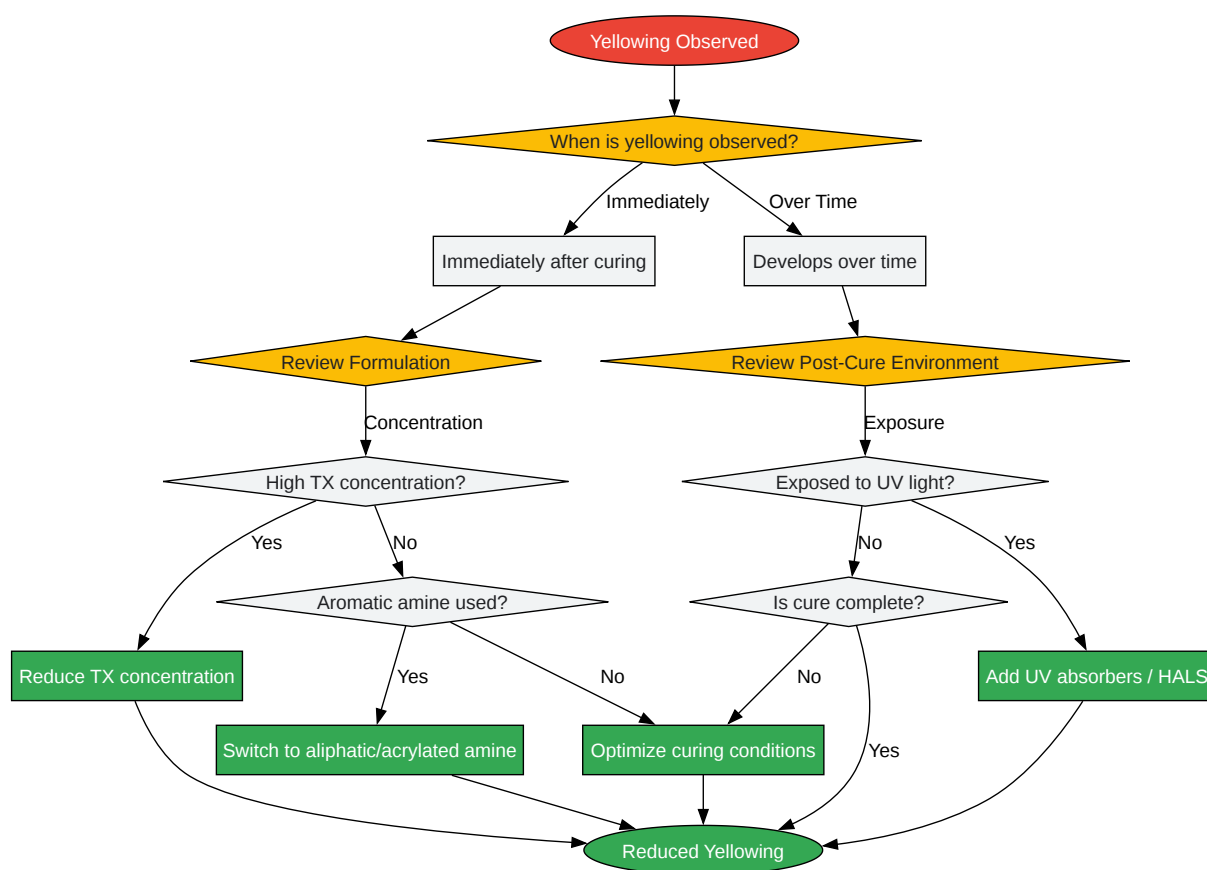 Yellowing Observed
When is yellowing observed?
Immediately
Over Time
Immediately after curing
Develops over time
Review Formulation
Review Post-Cure Environment
Concentration
Exposure
High TX concentration?
Exposed to UV light?
Yes
No
No
Yes
Aromatic amine used?
Is cure complete?
Reduce TX concentration
Yes
No
No
Add UV absorbers / HALS
Switch to aliphatic/acrylated amine
Optimize curing conditions
Yes
Reduced Yellowing